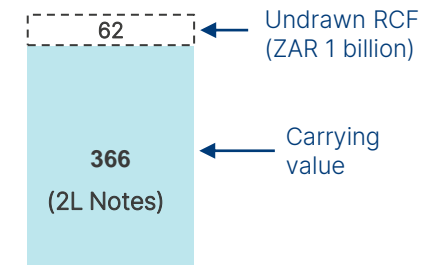 62
Undrawn RCF
(ZAR 1 billion)
366
(2L Notes)
Carrying
value